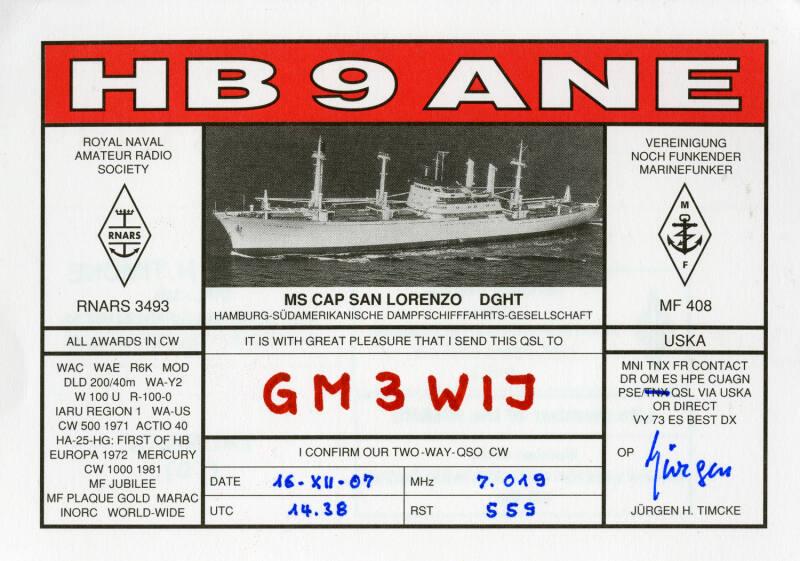 HB9ANE
ROYAL NAVAL
AMATEUR RADIO
SOCIETY
RNARS
RNARS 3493
MS CAP SAN LORENZO DGHT
HAMBURG-SÜDAMERIKANISCHE DAMPFSCHIFFFAHRTS-GESELLSCHAFT
VEREINIGUNG
NOCH FUNKENDER
MARINEFUNKER
M
F
MF 408
ALL AWARDS IN CW
WAC WAE R6K MOD
DLD 200/40m WA-Y2
W 100 U R-100-0
IARU REGION 1 WA-US
CW 500 1971 ACTIO 40
HA-25-HG: FIRST OF HB
EUROPA 1972 MERCURY
CW 1000 1981
MF JUBILEE
MF PLAQUE GOLD MARAC
INORC WORLD-WIDE
IT IS WITH GREAT PLEASURE THAT I SEND THIS QSL TO
GM3WIJ
I CONFIRM OUR TWO-WAY-QSO CW
DATE 16-XII-07 MHz 7.019
UTC 14.38 RST 559
USKA
MNI TNX FR CONTACT
DR OM ES HPE CUAGN
PSE/TNX QSL VIA USKA
OR DIRECT
VY 73 ES BEST DX
OP Jürgen
JÜRGEN H. TIMCKE